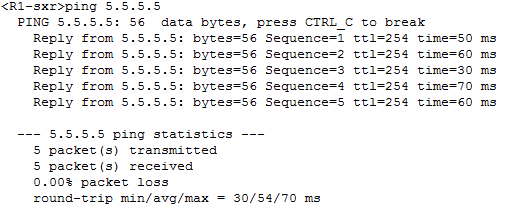 <R1-sxr>ping 5.5.5.5
PING 5.5.5.5: 56  data bytes, press CTRL_C to break
Reply from 5.5.5.5: bytes=56 Sequence=1 ttl=254 time=50 ms
Reply from 5.5.5.5: bytes=56 Sequence=2 ttl=254 time=60 ms
Reply from 5.5.5.5: bytes=56 Sequence=3 ttl=254 time=30 ms
Reply from 5.5.5.5: bytes=56 Sequence=4 ttl=254 time=70 ms
Reply from 5.5.5.5: bytes=56 Sequence=5 ttl=254 time=60 ms
--- 5.5.5.5 ping statistics ---
5 packet(s) transmitted
5 packet(s) received
0.00% packet loss
round-trip min/avg/max = 30/54/70 ms